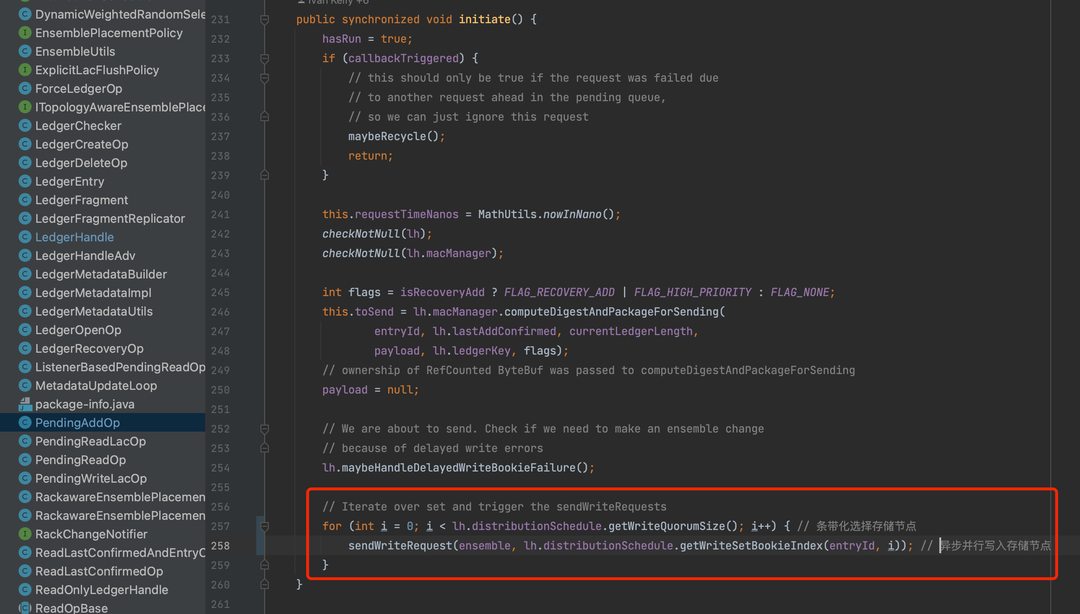 DynamicWeightedRandomSele
EnsemblePlacementPolicy
EnsembleUtils
ExplicitLacFlushPolicy
ForceLedgerOp
ITopologyAwareEnsemblePlace
LedgerChecker
LedgerCreateOp
LedgerDeleteOp
LedgerEntry
LedgerFragment
LedgerFragmentReplicator
LedgerHandle
LedgerHandleAdv
LedgerMetadataBuilder
LedgerMetadataImpl
LedgerMetadataUtils
LedgerOpenOp
LedgerRecoveryOp
ListenerBasedPendingReadOp
MetadataUpdateLoop
package-info.java
PendingAddOp
PendingReadLacOp
PendingReadOp
PendingWriteLacOp
RackawareEnsemblePlacemen
RackawareEnsemblePlacemen
RackChangeNotifier
ReadLastConfirmedAndEntryO
ReadLastConfirmedOp
ReadOnlyLedgerHandle
ReadOpBase
Ivan Kelly +6
231 public synchronized void initiate() {
232 hasRun = true;
233 if (callbackTriggered) {
234 // this should only be true if the request was failed due
235 // to another request ahead in the pending queue,
236 // so we can just ignore this request
237 maybeRecycle();
238 return;
239 }
240
241 this.requestTimeNanos = MathUtils.nowInNano();
242 checkNotNull(lh);
243 checkNotNull(lh.macManager);
244
245 int flags = isRecoveryAdd ? FLAG_RECOVERY_ADD | FLAG_HIGH_PRIORITY : FLAG_NONE;
246 this.toSend = lh.macManager.computeDigestAndPackageForSending(
247 entryId, lh.lastAddConfirmed, currentLedgerLength,
248 payload, lh.ledgerKey, flags);
249 // ownership of RefCounted ByteBuf was passed to computeDigestAndPackageForSending
250 payload = null;
251
252 // We are about to send. Check if we need to make an ensemble change
253 // because of delayed write errors
254 lh.maybeHandleDelayedWriteBookieFailure();
255
256 // Iterate over set and trigger the sendWriteRequests
257 for (int i = 0; i < lh.distributionSchedule.getWriteQuorumSize(); i++) { // 条带化选择存储节点
258 sendWriteRequest(ensemble, lh.distributionSchedule.getWriteSetBookieIndex(entryId, i)); // 异步并行写入存储节点
259 }
260 }
261